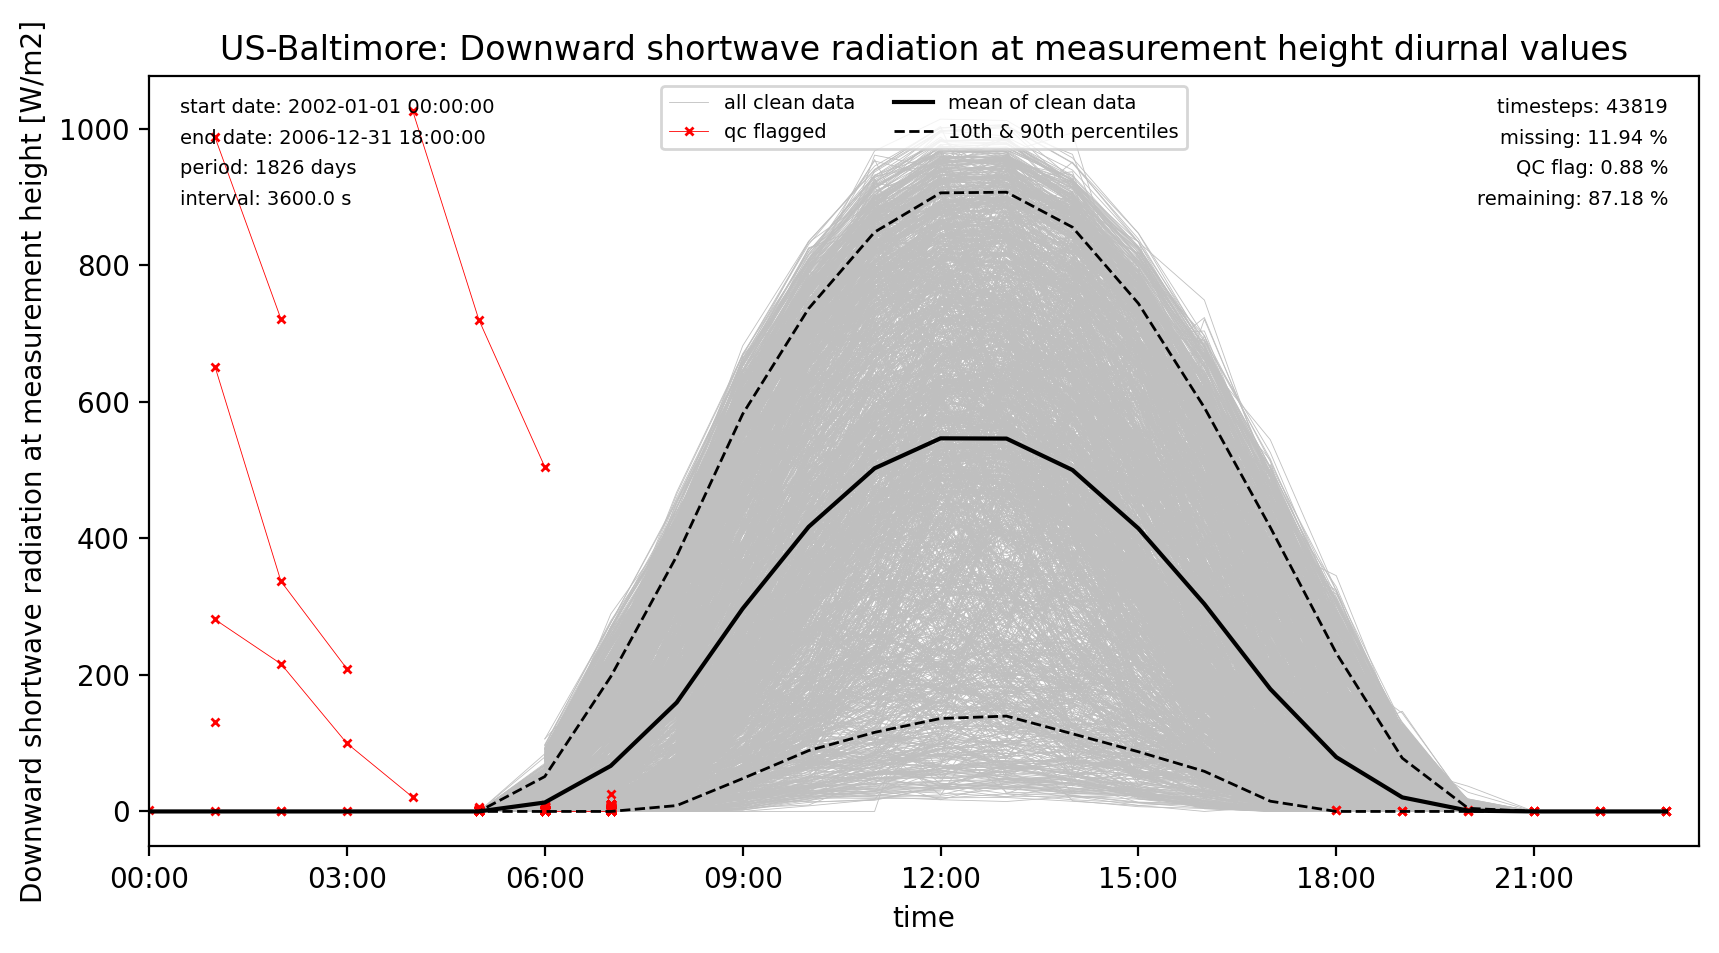 US-Baltimore: Downward shortwave radiation at measurement height diurnal values
Downward shortwave radiation at measurement height [W/m2]
start date: 2002-01-01 00:00:00
end date: 2006-12-31 18:00:00
period: 1826 days
interval: 3600.0 s
all clean data
qc flagged
mean of clean data
10th & 90th percentiles
timesteps: 43819
missing: 11.94 %
QC flag: 0.88 %
remaining: 87.18 %
1000
800
600
400
200
0
00:00 03:00 06:00 09:00 12:00 15:00 18:00 21:00
time